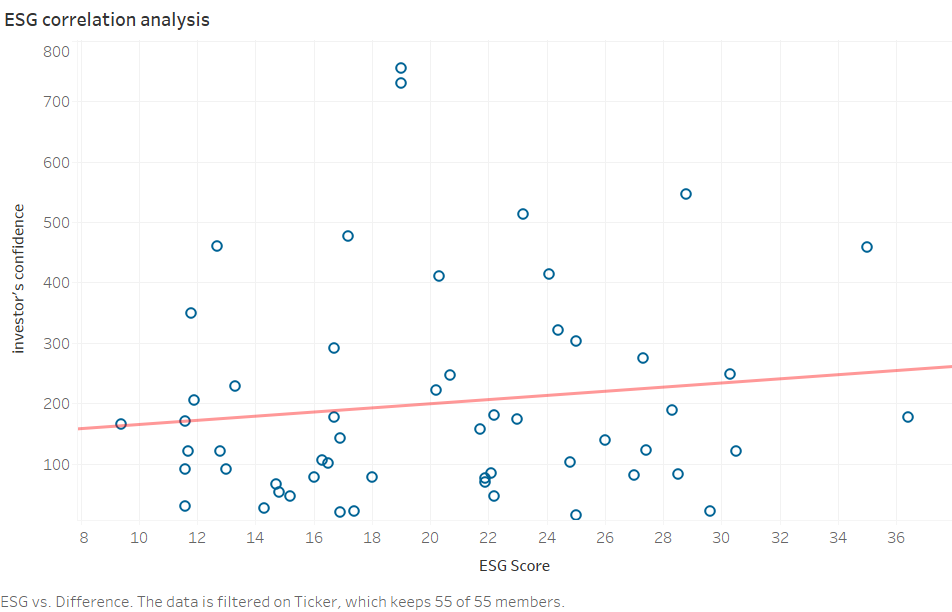 ESG correlation analysis
800
700
600
500
400
300
200
100
investor's confidence
8 10 12 14 16 18 20 22 24 26 28 30 32 34 36
ESG Score
ESG vs. Difference. The data is filtered on Ticker, which keeps 55 of 55 members.